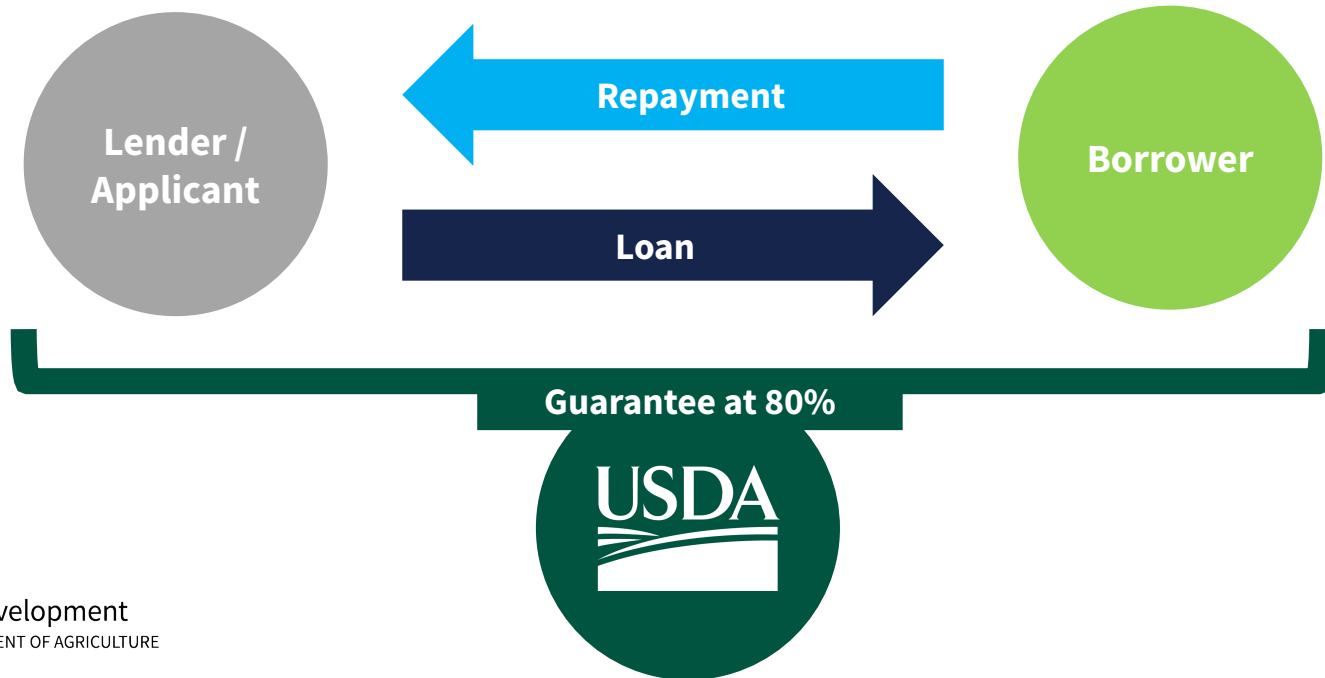 Repayment
Lender /
Applicant
Borrower
Loan
Guarantee at 80%
USDA
velopment
ENT OF AGRICULTURE